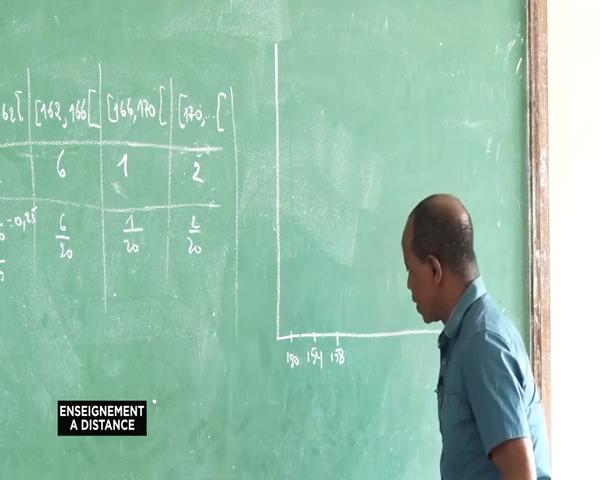 62[ [162, 166[ [166, 170[ [170, ...[
6 1 2
=0,25 6/20 1/20 2/20
150 154 158
ENSEIGNEMENT
A DISTANCE